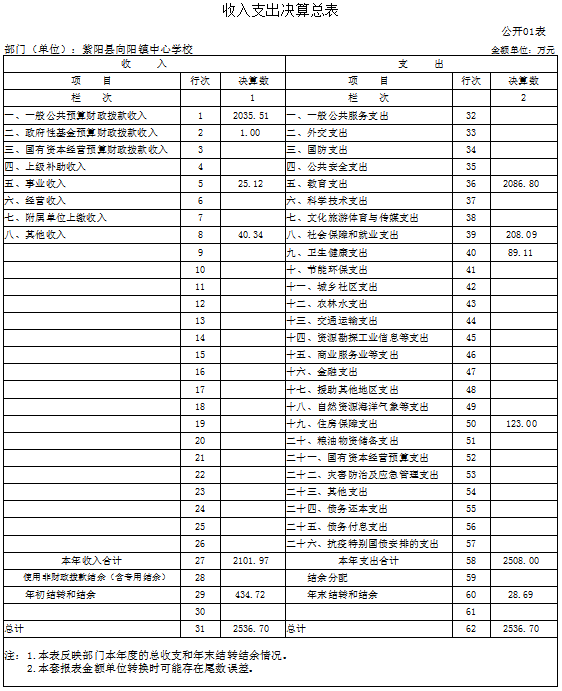 收入支出决算总表
公开01表
部门（单位）：紫阳县向阳镇中心学校 金额单位：万元
收 入 支 出
项 目 行次 决算数 项 目 行次 决算数
栏 次 1 栏 次 2
一、一般公共预算财政拨款收入 1 2035.51 一、一般公共服务支出 32
二、政府性基金预算财政拨款收入 2 1.00 二、外交支出 33
三、国有资本经营预算财政拨款收入 3 三、国防支出 34
四、上级补助收入 4 四、公共安全支出 35
五、事业收入 5 25.12 五、教育支出 36 2086.80
六、经营收入 6 六、科学技术支出 37
七、附属单位上缴收入 7 七、文化旅游体育与传媒支出 38
八、其他收入 8 40.34 八、社会保障和就业支出 39 208.09
9 九、卫生健康支出 40 89.11
10 十、节能环保支出 41
11 十一、城乡社区支出 42
12 十二、农林水支出 43
13 十三、交通运输支出 44
14 十四、资源勘探工业信息等支出 45
15 十五、商业服务业等支出 46
16 十六、金融支出 47
17 十七、援助其他地区支出 48
18 十八、自然资源海洋气象等支出 49
19 十九、住房保障支出 50 123.00
20 二十、粮油物资储备支出 51
21 二十一、国有资本经营预算支出 52
22 二十二、灾害防治及应急管理支出 53
23 二十三、其他支出 54
24 二十四、债务还本支出 55
25 二十五、债务付息支出 56
26 二十六、抗疫特别国债安排的支出 57
本年收入合计 27 2101.97 本年支出合计 58 2508.00
使用非财政拨款结余（含专用结余） 28 结余分配 59
年初结转和结余 29 434.72 年末结转和结余 60 28.69
30 61
总计 31 2536.70 总计 62 2536.70
注：1.本表反映部门本年度的总收支和年末结转结余情况。
2.本套报表金额单位转换时可能存在尾数误差。